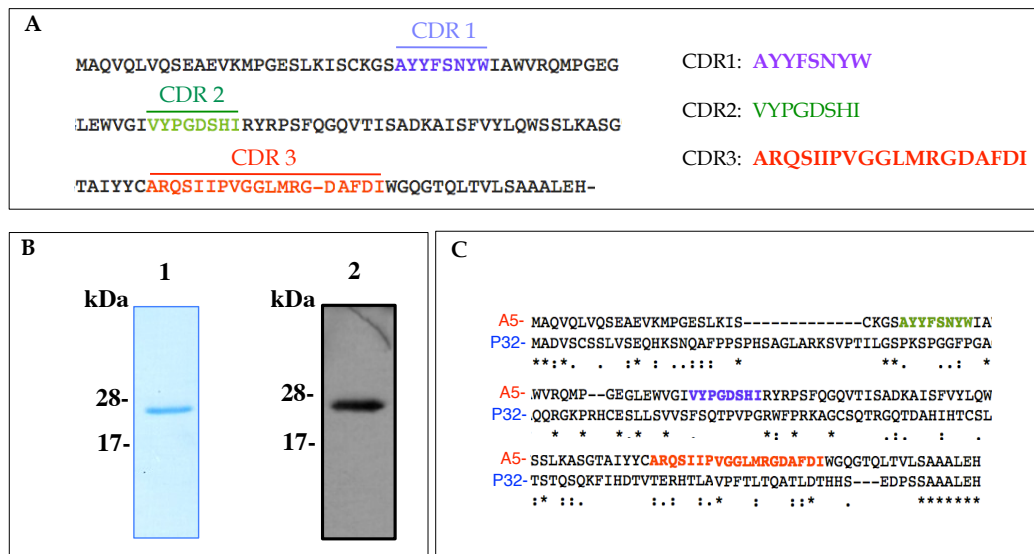 A
CDR 1
MAQVQLVQSEAEVKMPGESLKISCKGSAYYFSNYWIAWVRQMPGEG
CDR 2
LEWVGIVYPGDSHIRYRPSFQGQVTISADKAISFVYLQWSSLKASG
CDR 3
TAIYYCARQSIIPVGGLMRG-DAFDIWGQGTQLTVLSAAALEH-
CDR1: AYYFSNYW
CDR2: VYPGDSHI
CDR3: ARQSIIPVGGLMRGDAFDI
B
1
2
kDa
kDa
28-
28-
17-
17-
C
A5- MAQVQLVQSEAEVKMPGESLKIS-------------CKGSAYYFSNYWIA
P32- MADVSCSSLVSEQHKSNQAFPPSPHSAGLARKSVPTILGSPKSPGGFPGA
**:* . :* .:::: * **. . .: :
A5- WVRQMP--GEGLEWVGIVYPGDSHIRYRPSFQGQVTISADKAISFVYLQW
P32- QQRGKPRHCESLLSVVSFSQTPVPGRWFPRKAGCSQTRGQTDAHIHTCSL
* * *. * *: * * .:. . : .
A5- SSLKASGTAIYYCARQSIIPVGGLMRGDAFDIWGQGTQLTVLSAAALEH
P32- TSTQSQKFIHDTVTERHTLAVPFTLTQATLDTHHS---EDPSSAAALEH
:* :.. : . * : ::* . *******